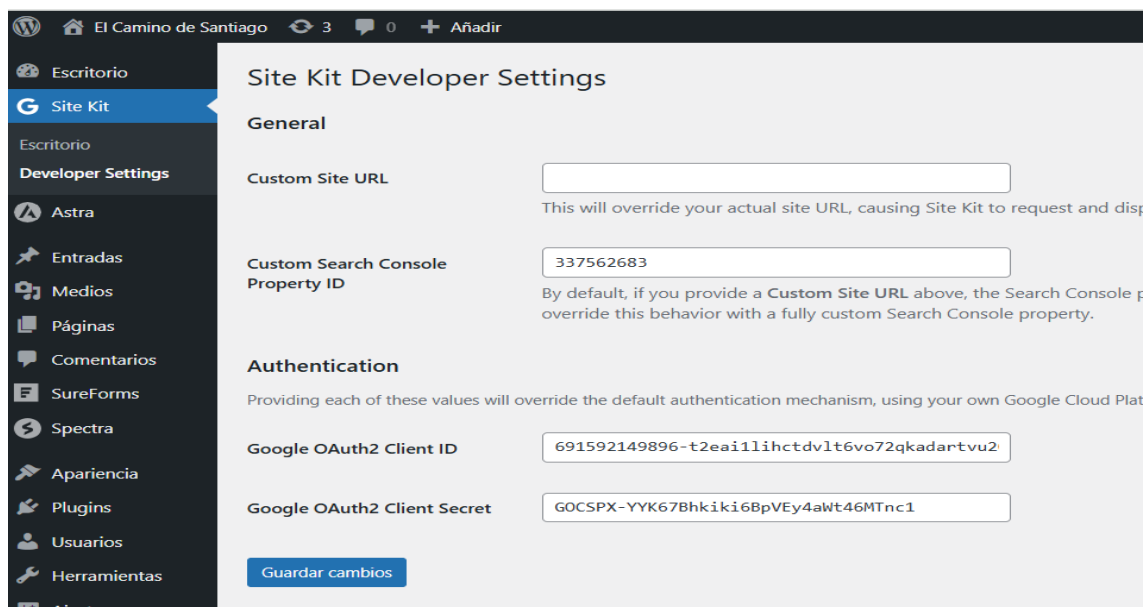 El Camino de Santiago 3 0 + Añadir
Escritorio
Site Kit
Escritorio
Developer Settings
Astra
Entradas
Medios
Páginas
Comentarios
SureForms
Spectra
Apariencia
Plugins
Usuarios
Herramientas
Site Kit Developer Settings
General
Custom Site URL
This will override your actual site URL, causing Site Kit to request and disp
Custom Search Console
Property ID
337562683
By default, if you provide a Custom Site URL above, the Search Console p
override this behavior with a fully custom Search Console property.
Authentication
Providing each of these values will override the default authentication mechanism, using your own Google Cloud Plat
Google OAuth2 Client ID
691592149896-t2eai1lihctdvlt6vo72qkadartvu2
Google OAuth2 Client Secret
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
Guardar cambios